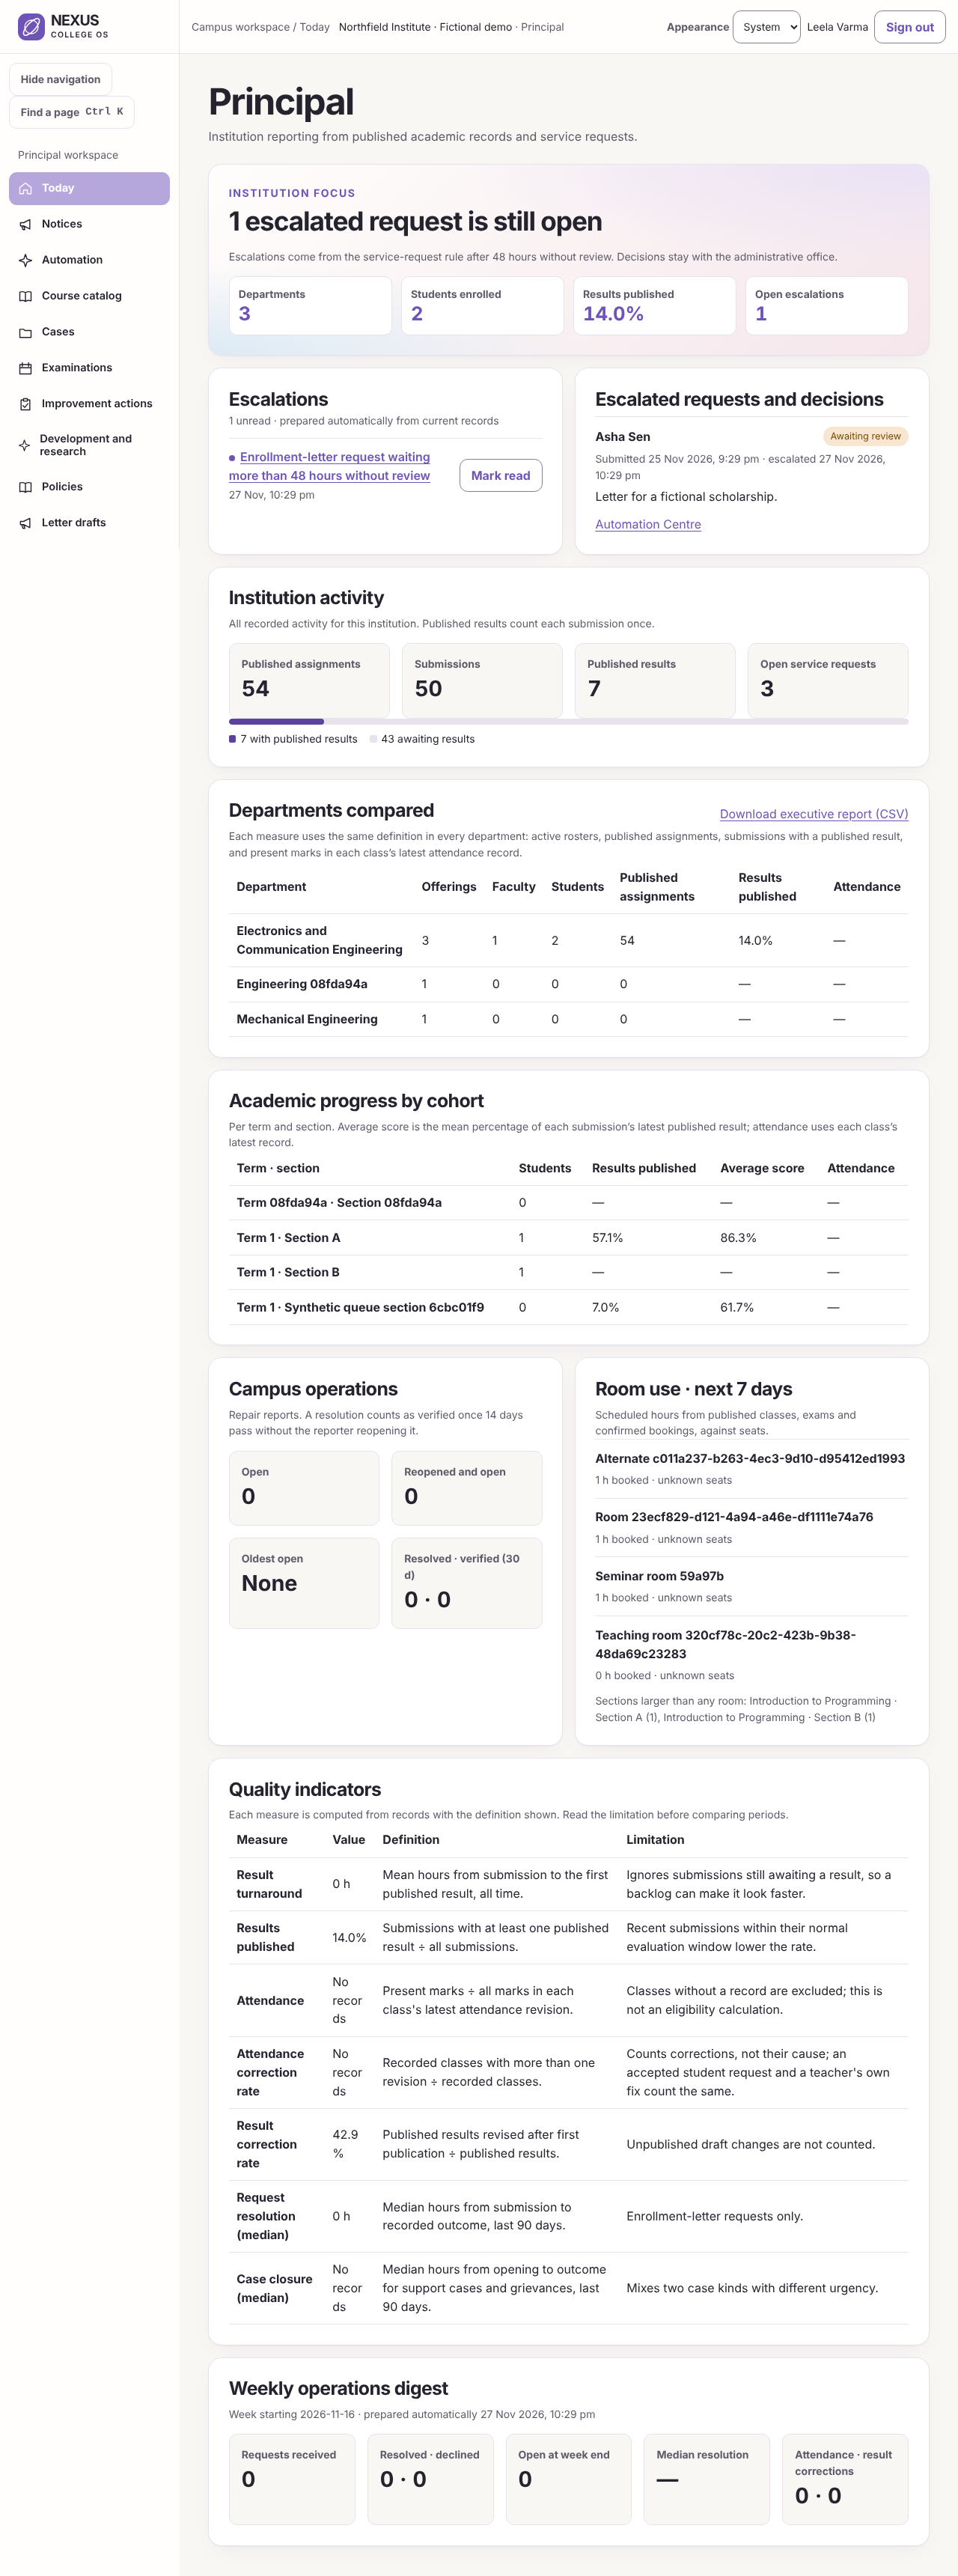 NEXUS
COLLEGE OS
Campus workspace / Today Northfield Institute · Fictional demo · Principal
Appearance System Leela Varma Sign out
Hide navigation
Find a page Ctrl K
Principal workspace
Today
Notices
Automation
Course catalog
Cases
Examinations
Improvement actions
Development and
research
Policies
Letter drafts
Principal
Institution reporting from published academic records and service requests.
INSTITUTION FOCUS
1 escalated request is still open
Escalations come from the service-request rule after 48 hours without review. Decisions stay with the administrative office.
Departments
3
Students enrolled
2
Results published
14.0%
Open escalations
1
Escalations
1 unread · prepared automatically from current records
Enrollment-letter request waiting
more than 48 hours without review
27 Nov, 10:29 pm
Mark read
Escalated requests and decisions
Asha Sen Awaiting review
Submitted 25 Nov 2026, 9:29 pm · escalated 27 Nov 2026,
10:29 pm
Letter for a fictional scholarship.
Automation Centre
Institution activity
All recorded activity for this institution. Published results count each submission once.
Published assignments
54
Submissions
50
Published results
7
Open service requests
3
7 with published results 43 awaiting results
Departments compared
Download executive report (CSV)
Each measure uses the same definition in every department: active rosters, published assignments, submissions with a published result,
and present marks in each class’s latest attendance record.
Department Offerings Faculty Students Published assignments Results published Attendance
Electronics and
Communication Engineering 3 1 2 54 14.0% —
Engineering 08fda94a 1 0 0 0 — —
Mechanical Engineering 1 0 0 0 — —
Academic progress by cohort
Per term and section. Average score is the mean percentage of each submission’s latest published result; attendance uses each class’s
latest record.
Term · section Students Results published Average score Attendance
Term 08fda94a · Section 08fda94a 0 — — —
Term 1 · Section A 1 57.1% 86.3% —
Term 1 · Section B 1 — — —
Term 1 · Synthetic queue section 6cbc01f9 0 7.0% 61.7% —
Campus operations
Repair reports. A resolution counts as verified once 14 days
pass without the reporter reopening it.
Open
0
Reopened and open
0
Oldest open
None
Resolved · verified (30
d)
0 · 0
Room use · next 7 days
Scheduled hours from published classes, exams and
confirmed bookings, against seats.
Alternate c011a237-b263-4ec3-9d10-d95412ed1993
1 h booked · unknown seats
Room 23ecf829-d121-4a94-a46e-df1111e74a76
1 h booked · unknown seats
Seminar room 59a97b
1 h booked · unknown seats
Teaching room 320cf78c-20c2-423b-9b38-
48da69c23283
0 h booked · unknown seats
Sections larger than any room: Introduction to Programming ·
Section A (1), Introduction to Programming · Section B (1)
Quality indicators
Each measure is computed from records with the definition shown. Read the limitation before comparing periods.
Measure Value Definition Limitation
Result
turnaround
0 h
Mean hours from submission to the first
published result, all time.
Ignores submissions still awaiting a result, so a
backlog can make it look faster.
Results
published
14.0%
Submissions with at least one published
result ÷ all submissions.
Recent submissions within their normal
evaluation window lower the rate.
Attendance
No
recor
ds
Present marks ÷ all marks in each
class's latest attendance revision.
Classes without a record are excluded; this is
not an eligibility calculation.
Attendance
correction
rate
No
recor
ds
Recorded classes with more than one
revision ÷ recorded classes.
Counts corrections, not their cause; an
accepted student request and a teacher's own
fix count the same.
Result
correction
rate
42.9
%
Published results revised after first
publication ÷ published results.
Unpublished draft changes are not counted.
Request
resolution
(median)
0 h
Median hours from submission to
recorded outcome, last 90 days.
Enrollment-letter requests only.
Case closure
(median)
No
recor
ds
Median hours from opening to outcome
for support cases and grievances, last
90 days.
Mixes two case kinds with different urgency.
Weekly operations digest
Week starting 2026-11-16 · prepared automatically 27 Nov 2026, 10:29 pm
Requests received
0
Resolved · declined
0 · 0
Open at week end
0
Median resolution
—
Attendance · result
corrections
0 · 0